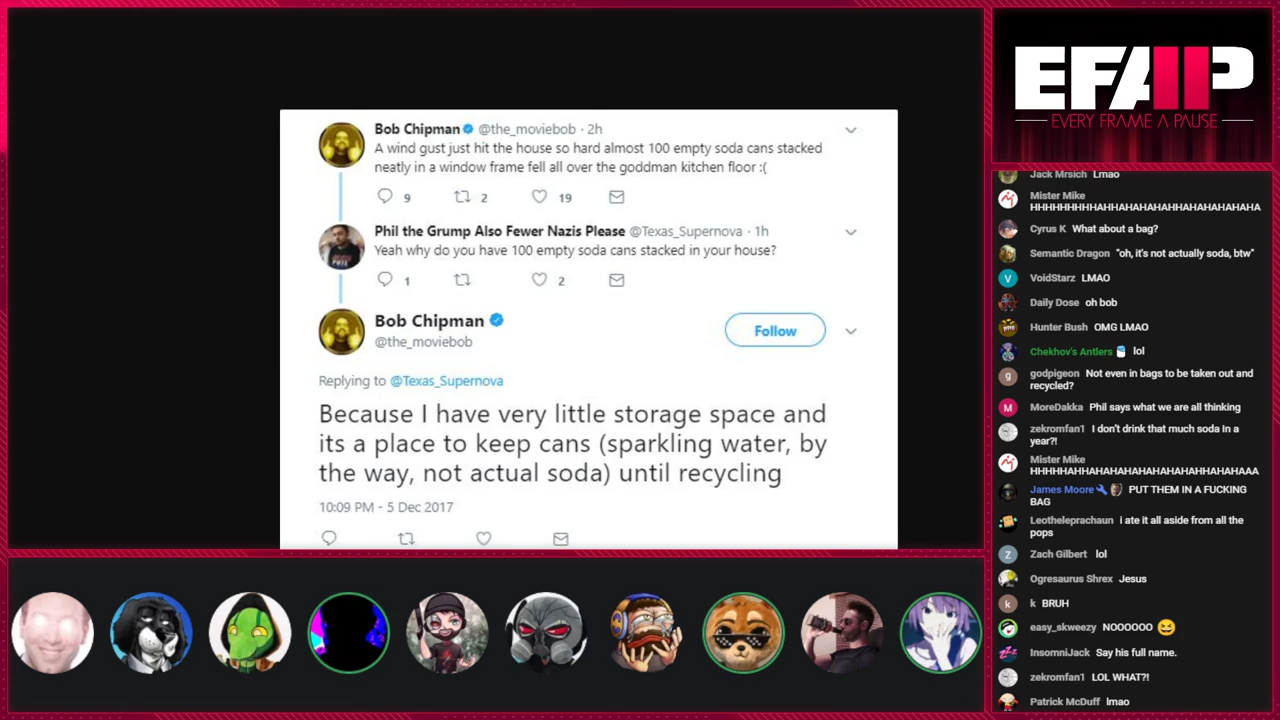 Bob Chipman @the_moviebob · 2h
A wind gust just hit the house so hard almost 100 empty soda cans stacked
neatly in a window frame fell all over the goddman kitchen floor :(
9 2 19
Phil the Grump Also Fewer Nazis Please @Texas_Supernova · 1h
Yeah why do you have 100 empty soda cans stacked in your house?
1 2
Bob Chipman
@the_moviebob
Follow
Replying to @Texas_Supernova
Because I have very little storage space and
its a place to keep cans (sparkling water, by
the way, not actual soda) until recycling
10:09 PM - 5 Dec 2017
EFAP
EVERY FRAME A PAUSE
Jack Mrsich Lmao
Mister Mike
HHHHHHHHHAHHAHAHAHAHHAHAHAHAHA
Cyrus K What about a bag?
Semantic Dragon "oh, it's not actually soda, btw"
V VoidStarz LMAO
Daily Dose oh bob
Hunter Bush OMG LMAO
Chekhov's Antlers lol
g godpigeon Not even in bags to be taken out and
recycled?
M MoreDakka Phil says what we are all thinking
zekromfan1 I don't drink that much soda In a
year?!
Mister Mike
HHHHHAHHAHAHAHAHAHAHAHHAHAHAHAAA
James Moore PUT THEM IN A FUCKING
BAG
Leotheleprachaun i ate it all aside from all the
pops
Z Zach Gilbert lol
Ogresaurus Shrex Jesus
k k BRUH
easy_skweezy NOOOOOO
InsomniJack Say his full name.
zekromfan1 LOL WHAT?!
Patrick McDuff lmao